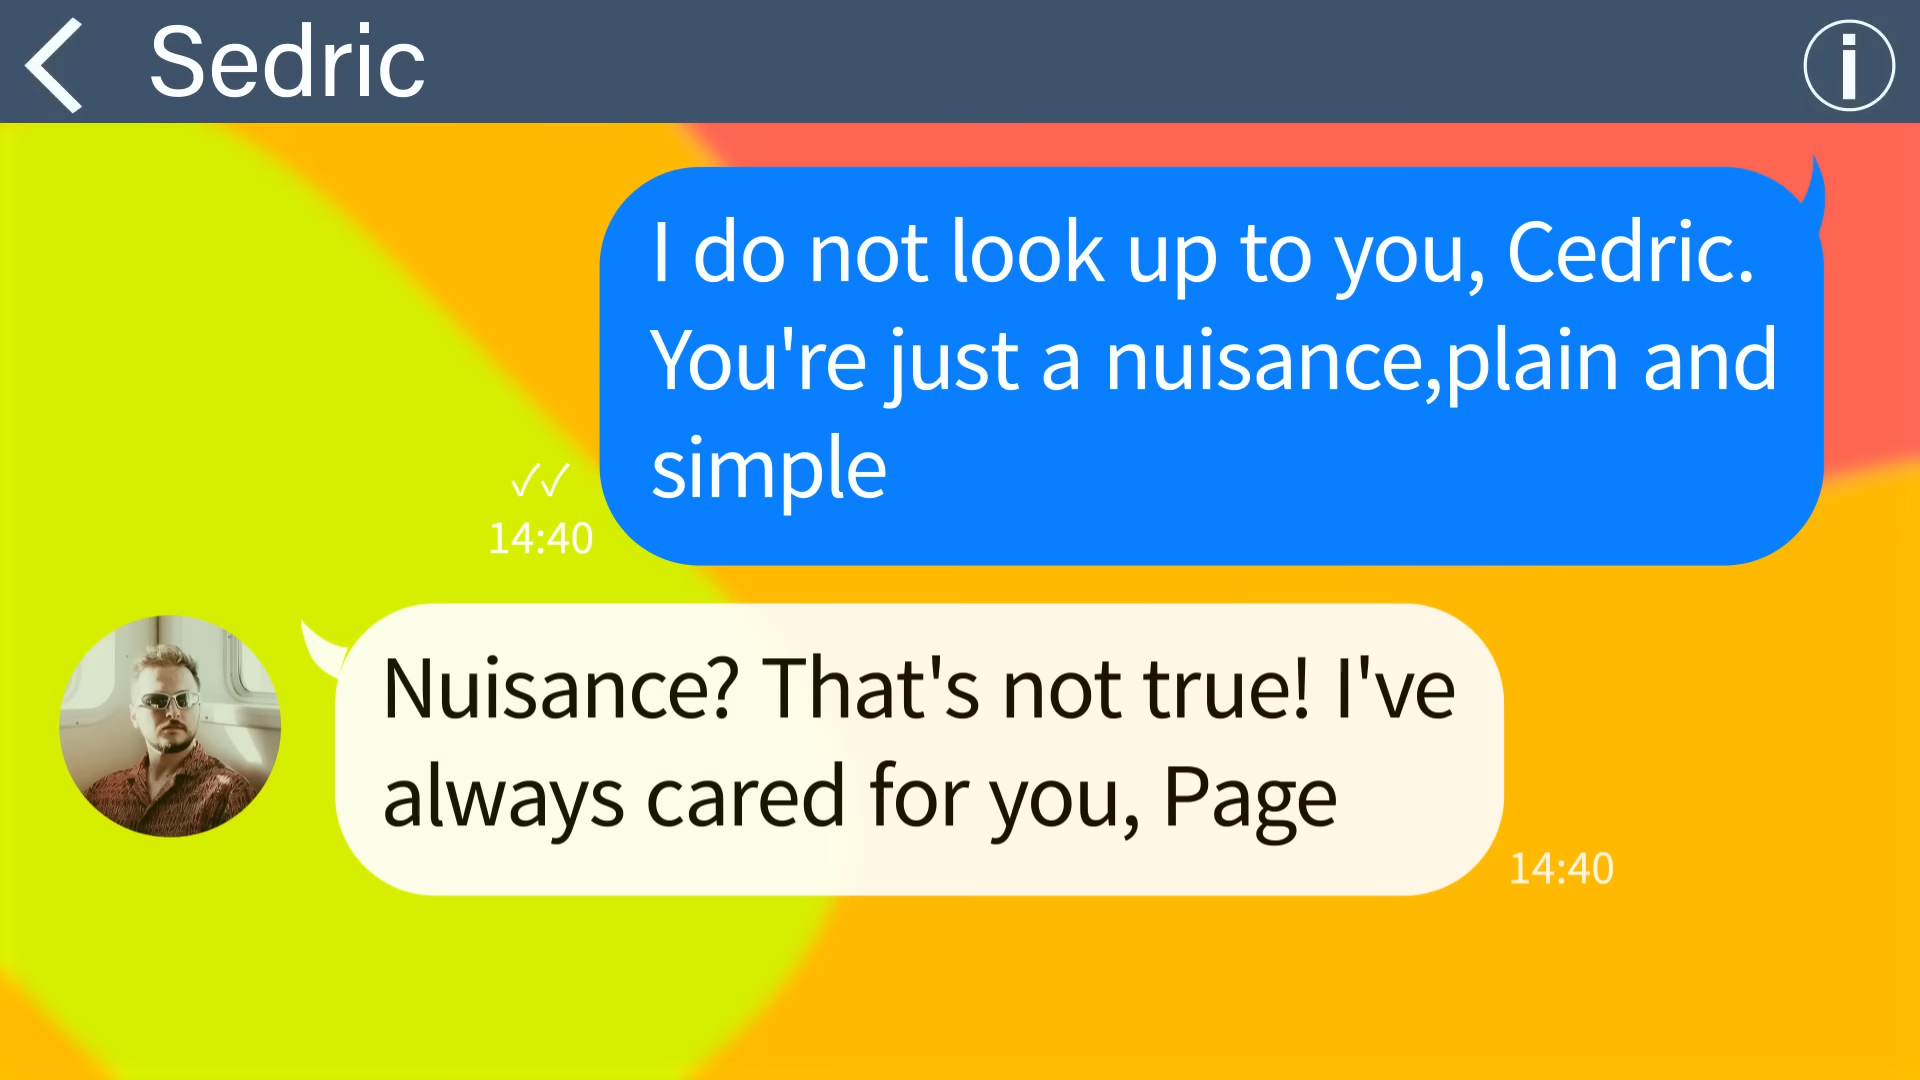 Sedric
I do not look up to you, Cedric.
You're just a nuisance,plain and
simple
✓✓
14:40
Nuisance? That's not true! I've
always cared for you, Page
14:40